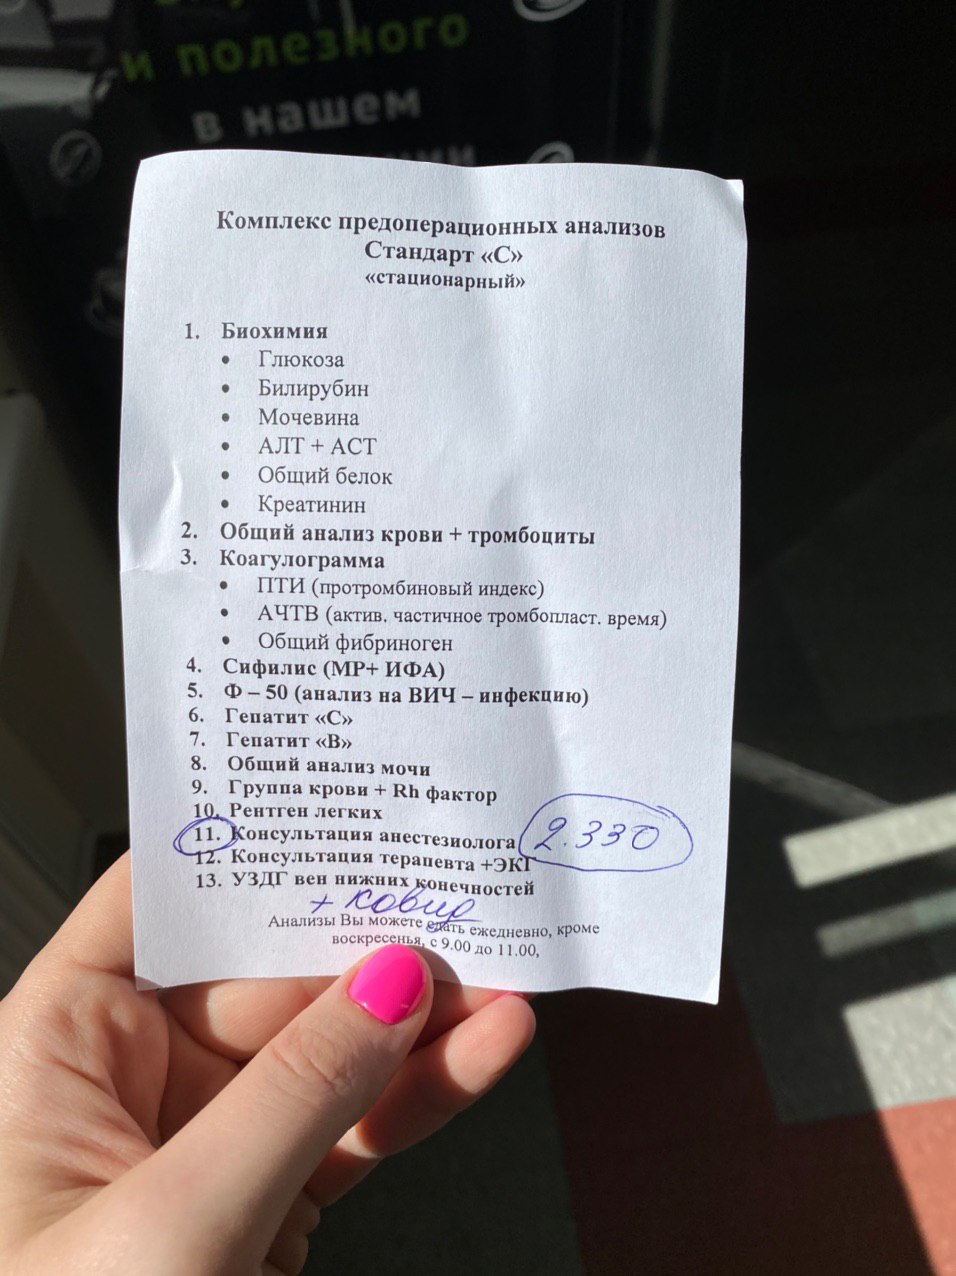 и полезного
в нашем
Комплекс предоперационных анализов
Стандарт «С»
«стационарный»
1. Биохимия
• Глюкоза
• Билирубин
• Мочевина
• АЛТ + АСТ
• Общий белок
• Креатинин
2. Общий анализ крови + тромбоциты
3. Коагулограмма
• ПТИ (протромбиновый индекс)
• АЧТВ (актив. частичное тромбопласт. время)
• Общий фибриноген
4. Сифилис (МР+ ИФА)
5. Ф – 50 (анализ на ВИЧ – инфекцию)
6. Гепатит «С»
7. Гепатит «В»
8. Общий анализ мочи
9. Группа крови + Rh фактор
10. Рентген легких
11. Консультация анестезиолога 2.330
12. Консультация терапевта +ЭКГ
13. УЗДГ вен нижних конечностей
+ ковид
Анализы Вы можете сдать ежедневно, кроме
воскресенья, с 9.00 до 11.00,